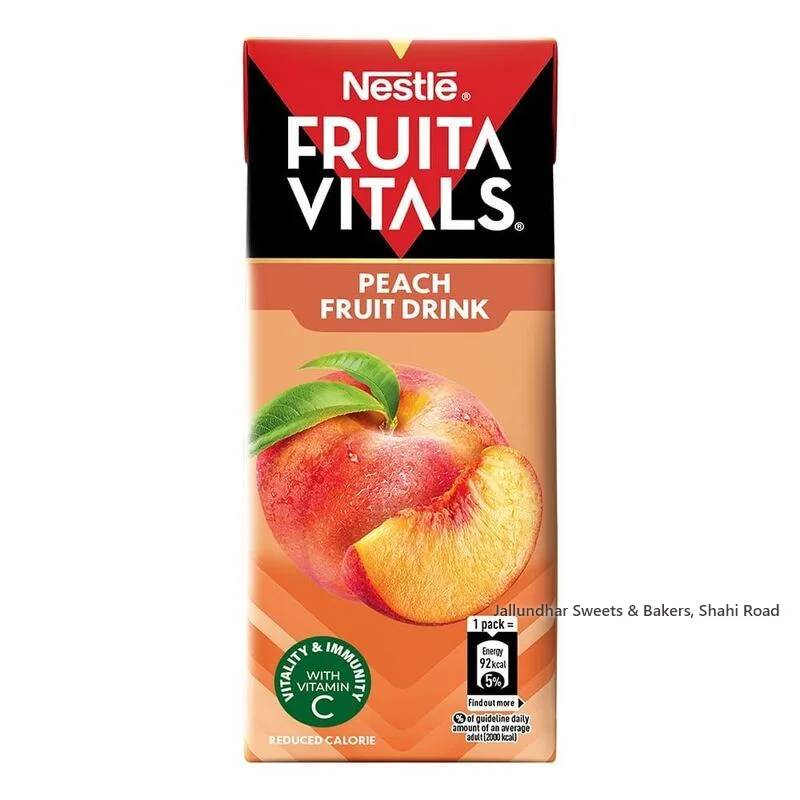 Nestlé®
FRUITA
VITALS®
PEACH
FRUIT DRINK
Jallundhar Sweets & Bakers, Shahi Road
1 pack =
Energy
92kcal
5%
Find out more
% of guideline daily
amount of an average
adult (2000 kcal)
VITALITY & IMMUNITY
WITH
VITAMIN
C
REDUCED CALORIE